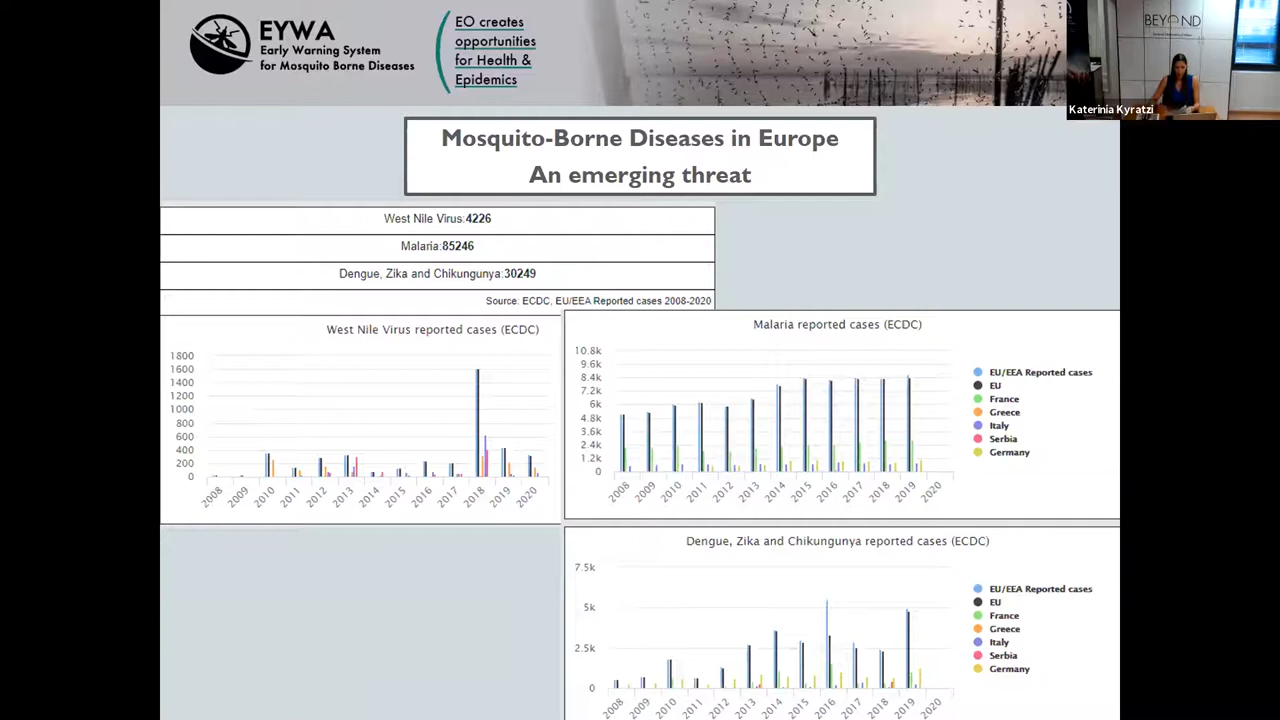 EYWA
Early Warning System
for Mosquito Borne Diseases
EO creates
opportunities
for Health &
Epidemics
BEYOND
Katerinia Kyratzi
Mosquito-Borne Diseases in Europe
An emerging threat
West Nile Virus:4226
Malaria:85246
Dengue, Zika and Chikungunya:30249
Source: ECDC, EU/EEA Reported cases 2008-2020
West Nile Virus reported cases (ECDC)
1800
1600
1400
1200
1000
800
600
400
200
0
2008
2009
2010
2011
2012
2013
2014
2015
2016
2017
2018
2019
2020
Malaria reported cases (ECDC)
10.8k
9.6k
8.4k
7.2k
6k
4.8k
3.6k
2.4k
1.2k
0
2008
2009
2010
2011
2012
2013
2014
2015
2016
2017
2018
2019
2020
EU/EEA Reported cases
EU
France
Greece
Italy
Serbia
Germany
Dengue, Zika and Chikungunya reported cases (ECDC)
7.5k
5k
2.5k
0
2008
2009
2010
2011
2012
2013
2014
2015
2016
2017
2018
2019
2020
EU/EEA Reported cases
EU
France
Greece
Italy
Serbia
Germany